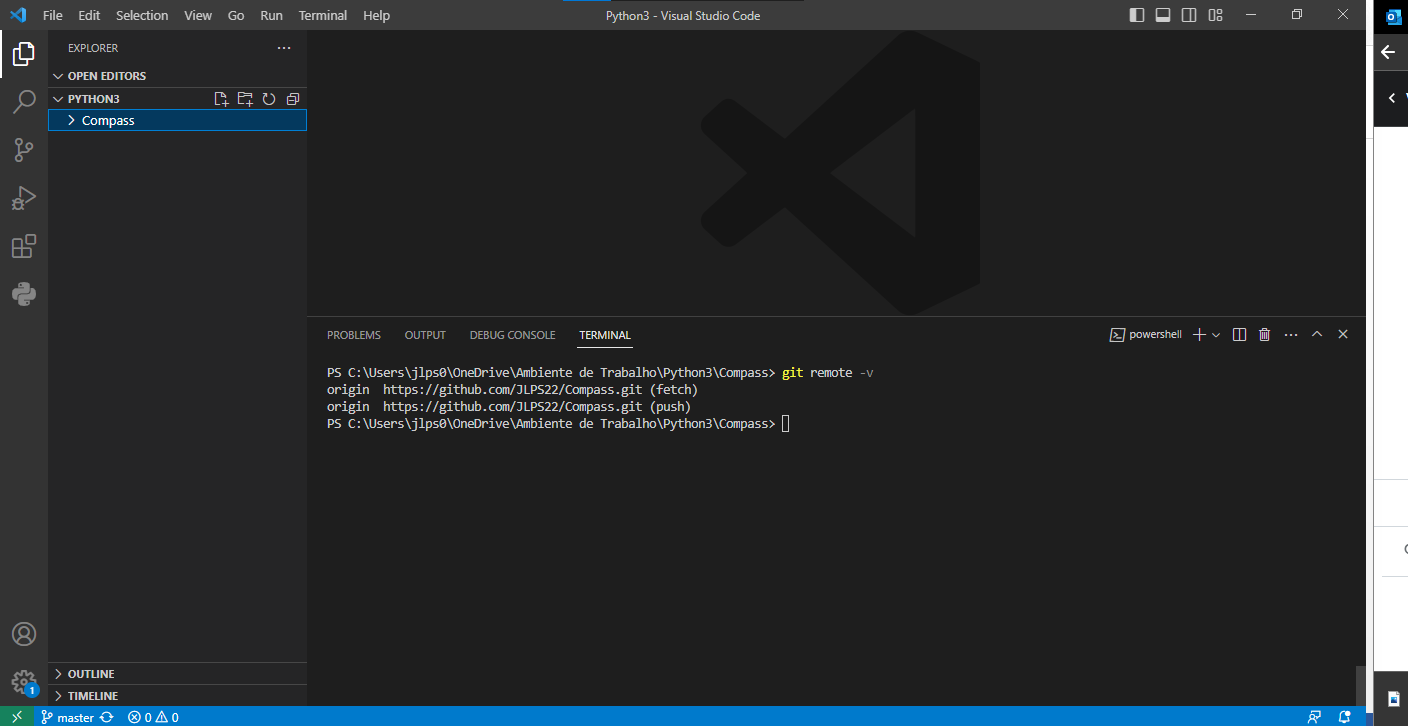 File Edit Selection View Go Run Terminal Help Python3 - Visual Studio Code
EXPLORER
OPEN EDITORS
PYTHON3
Compass
PROBLEMS OUTPUT DEBUG CONSOLE TERMINAL powershell
PS C:\Users\jlps0\OneDrive\Ambiente de Trabalho\Python3\Compass> git remote -v
origin https://github.com/JLPS22/Compass.git (fetch)
origin https://github.com/JLPS22/Compass.git (push)
PS C:\Users\jlps0\OneDrive\Ambiente de Trabalho\Python3\Compass>
OUTLINE
1
TIMELINE
master 0 0